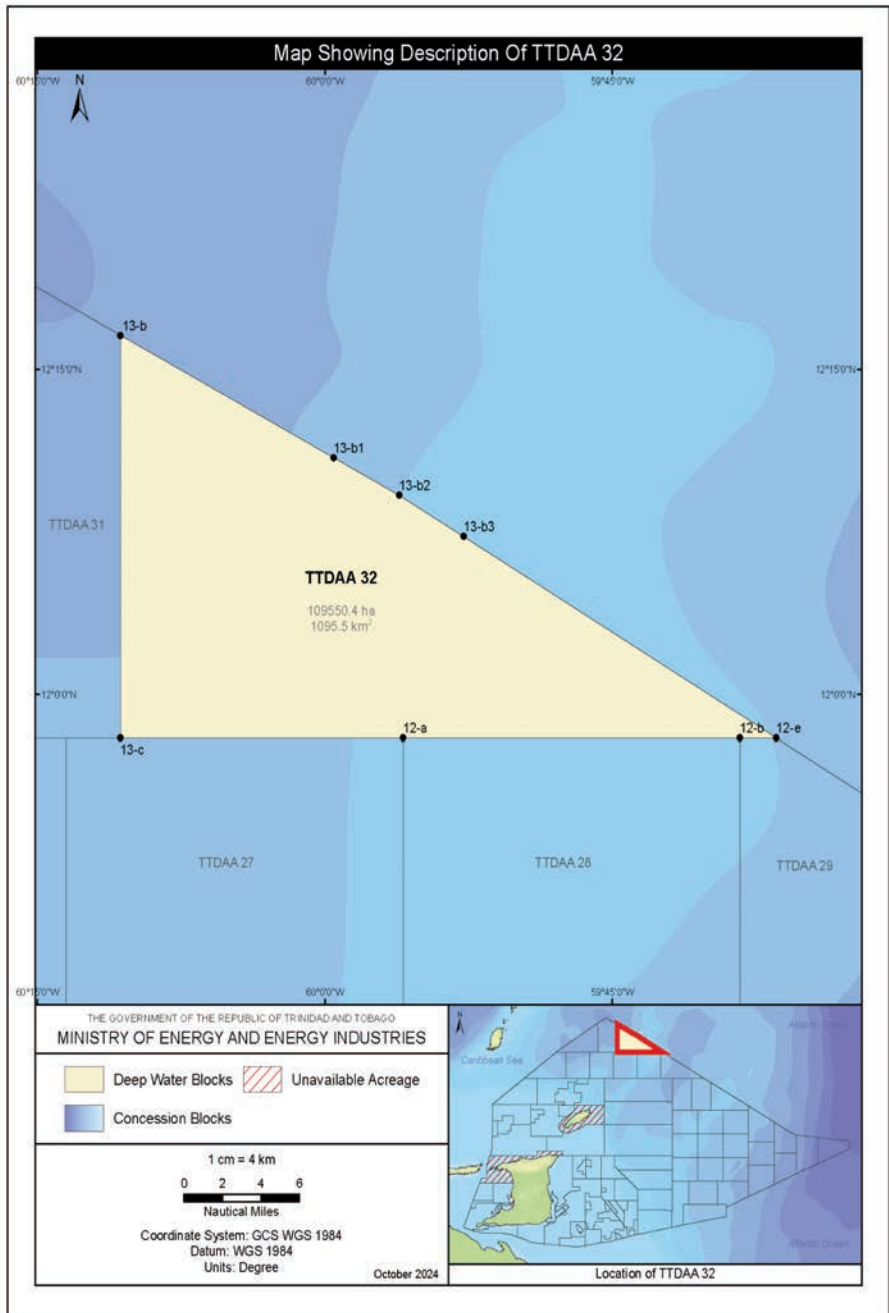 Map Showing Description Of TTDAA 32
60°15'0"W
60°0'0"W
59°45'0"W
N
13-b
12°15'0"N
12°15'0"N
13-b1
13-b2
13-b3
TTDAA 31
TTDAA 32
109550.4 ha
1095.5 km²
12°0'0"N
12°0'0"N
13-c
12-a
12-b
12-e
TTDAA 27
TTDAA 28
TTDAA 29
60°15'0"W
60°0'0"W
59°45'0"W
THE GOVERNMENT OF THE REPUBLIC OF TRINIDAD AND TOBAGO
MINISTRY OF ENERGY AND ENERGY INDUSTRIES
Deep Water Blocks
Unavailable Acreage
Concession Blocks
1 cm = 4 km
0 2 4 6
Nautical Miles
Coordinate System: GCS WGS 1984
Datum: WGS 1984
Units: Degree
October 2024
N
Caribbean Sea
Atlantic Ocean
Atlantic Ocean
Location of TTDAA 32